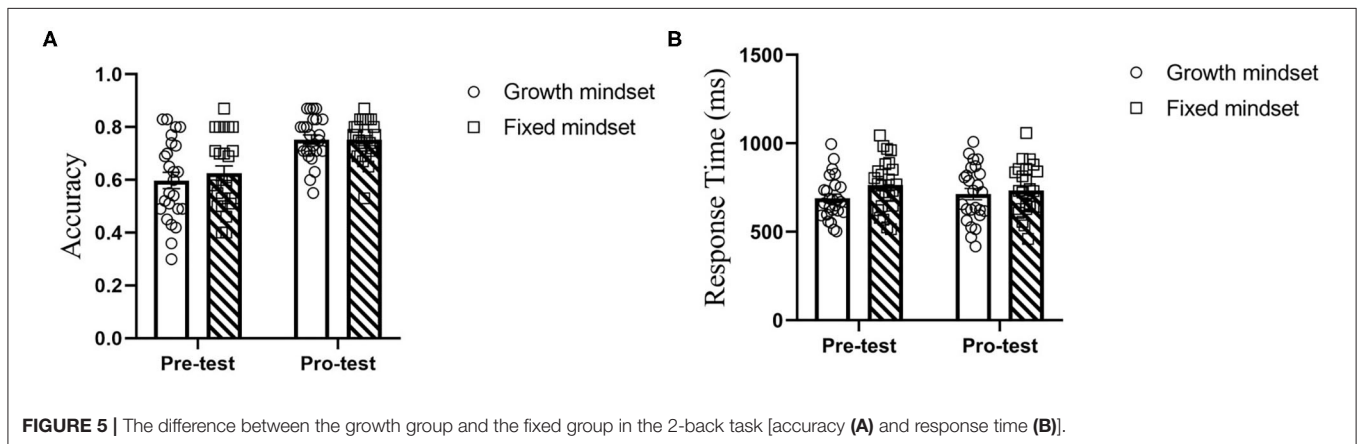 A
Accuracy
1.0
0.8
0.6
0.4
0.2
0.0
Pre-test
Pro-test
Growth mindset
Fixed mindset
B
Response Time (ms)
1500
1000
500
0
Pre-test
Pro-test
Growth mindset
Fixed mindset
FIGURE 5 | The difference between the growth group and the fixed group in the 2-back task [accuracy (A) and response time (B)].